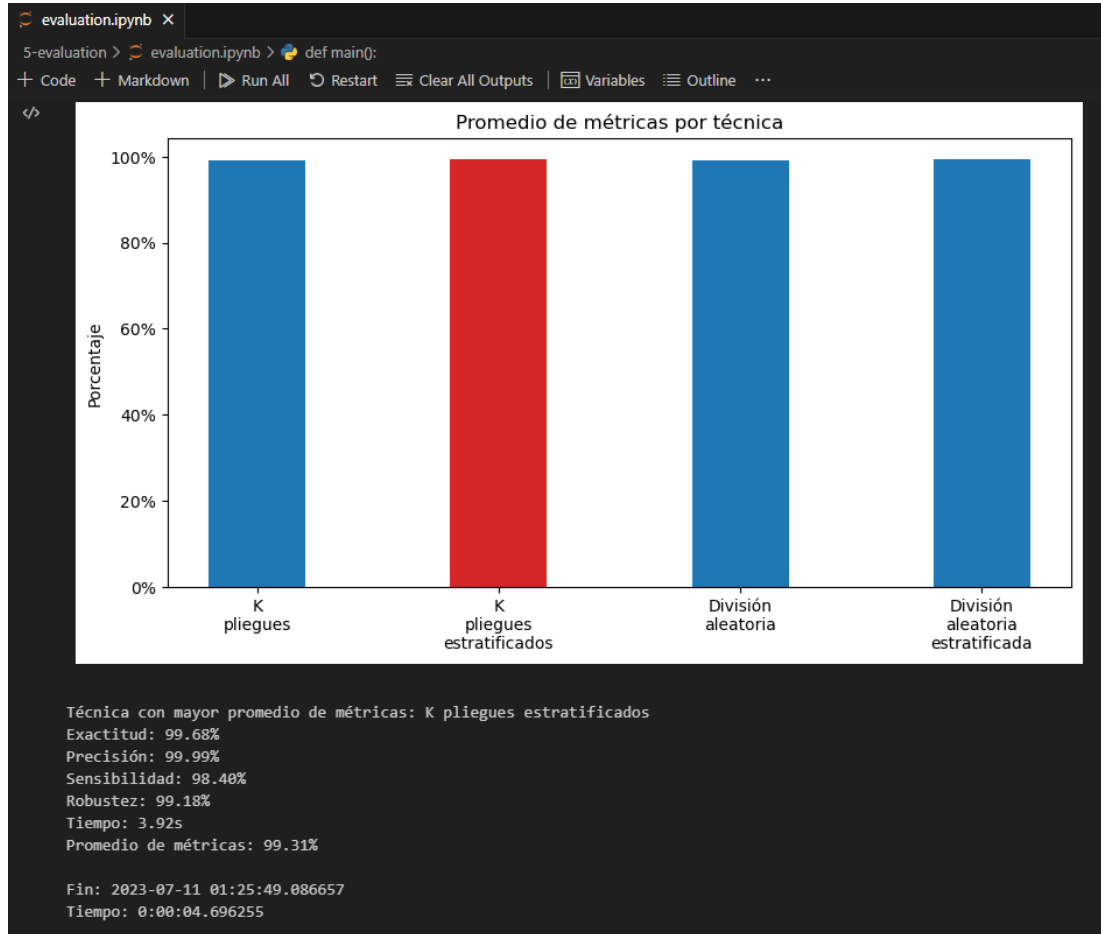 evaluation.ipynb ×
5-evaluation > evaluation.ipynb > def main():
+ Code + Markdown | Run All Restart Clear All Outputs | Variables Outline ...
</>
Promedio de métricas por técnica
100%
80%
60%
40%
20%
0%
Porcentaje
K
pliegues
K
pliegues
estratificados
División
aleatoria
División
aleatoria
estratificada
Técnica con mayor promedio de métricas: K pliegues estratificados
Exactitud: 99.68%
Precisión: 99.99%
Sensibilidad: 98.40%
Robustez: 99.18%
Tiempo: 3.92s
Promedio de métricas: 99.31%
Fin: 2023-07-11 01:25:49.086657
Tiempo: 0:00:04.696255